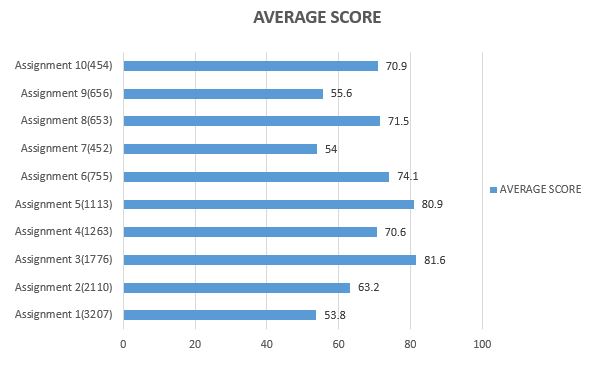 AVERAGE SCORE
Assignment 10(454) 70.9
Assignment 9(656) 55.6
Assignment 8(653) 71.5
Assignment 7(452) 54
Assignment 6(755) 74.1
Assignment 5(1113) 80.9
Assignment 4(1263) 70.6
Assignment 3(1776) 81.6
Assignment 2(2110) 63.2
Assignment 1(3207) 53.8
0 20 40 60 80 100
AVERAGE SCORE